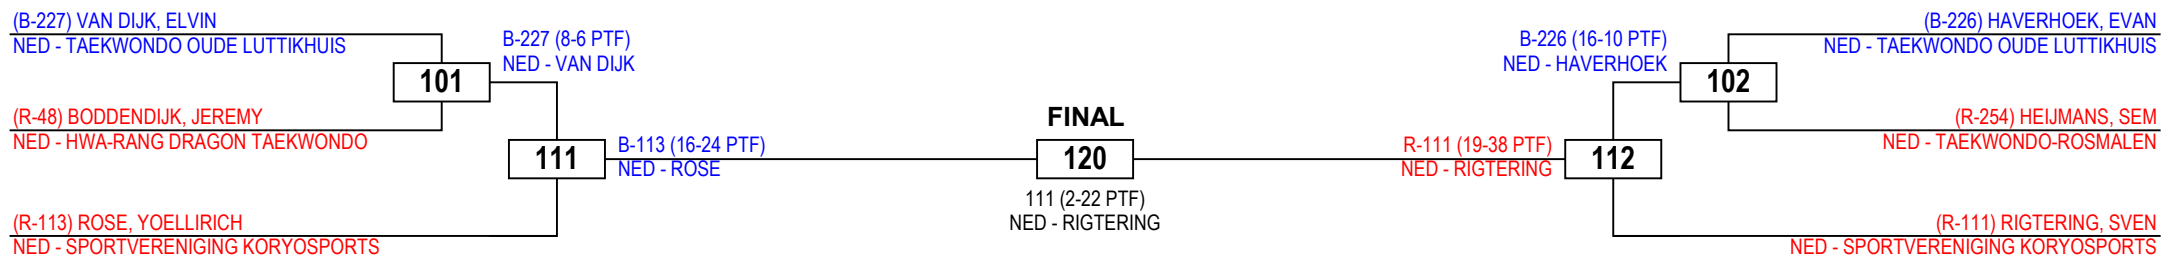 (B-227) VAN DIJK, ELVIN
NED - TAEKWONDO OUDE LUTTIKHUIS
B-227 (8-6 PTF)
NED - VAN DIJK
101
(R-48) BODDENDIJK, JEREMY
NED - HWA-RANG DRAGON TAEKWONDO
111
B-113 (16-24 PTF)
NED - ROSE
(R-113) ROSE, YOELLIRICH
NED - SPORTVERENIGING KORYOSPORTS
FINAL
120
111 (2-22 PTF)
NED - RIGTERING
(B-226) HAVERHOEK, EVAN
NED - TAEKWONDO OUDE LUTTIKHUIS
B-226 (16-10 PTF)
NED - HAVERHOEK
102
(R-254) HEIJMANS, SEM
NED - TAEKWONDO-ROSMALEN
R-111 (19-38 PTF)
NED - RIGTERING
112
(R-111) RIGTERING, SVEN
NED - SPORTVERENIGING KORYOSPORTS